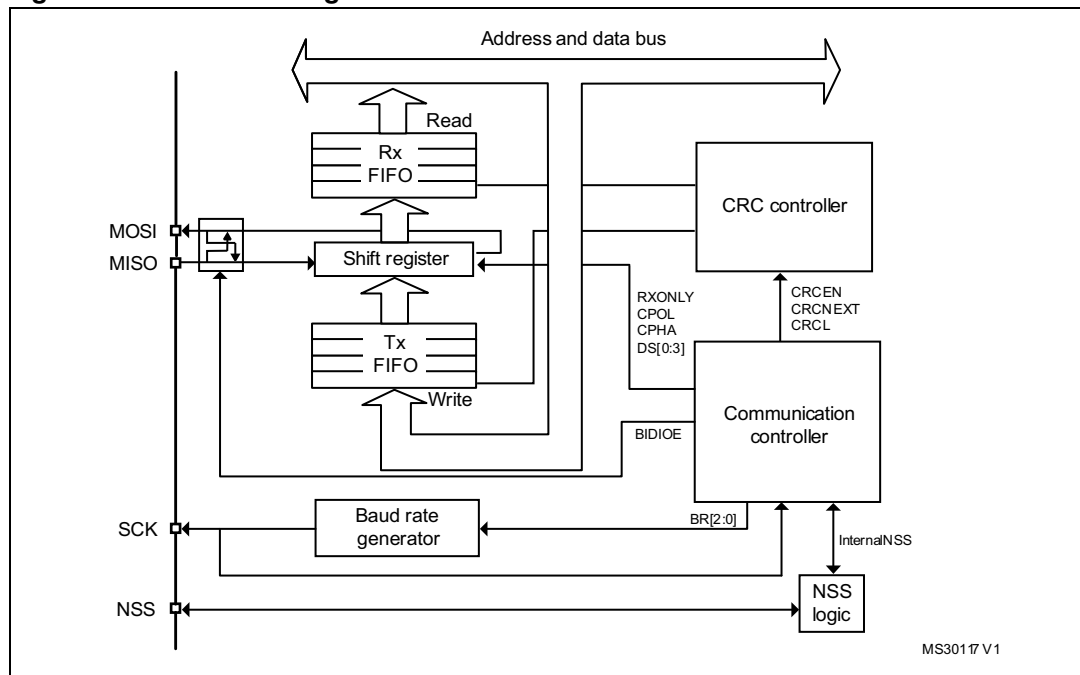 Address and data bus
Read
Rx
FIFO
CRC controller
MOSI
MISO
Shift register
RXONLY
CPOL
CPHA
DS[0:3]
CRCEN
CRCNEXT
CRCL
Tx
FIFO
Write
Communication
controller
BIDIOE
SCK
Baud rate
generator
BR[2:0]
InternalNSS
NSS
NSS
logic
MS30117 V1